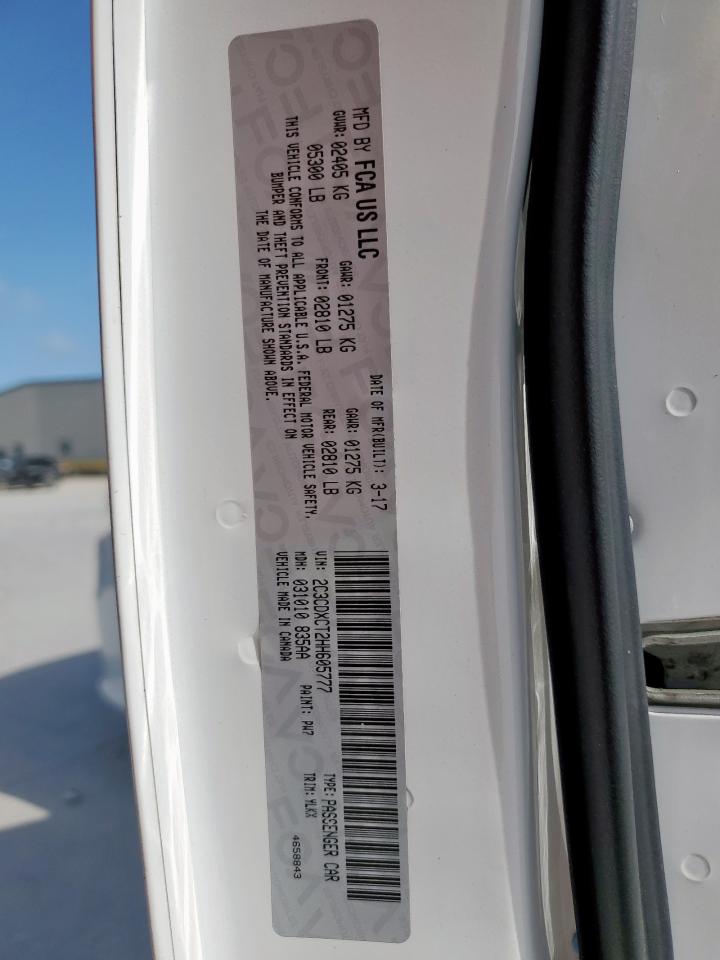 MFD BY FCA US LLC
DATE OF MFR(BUILT): 3-17
GVWR: 02405 KG GAWR: 01275 KG GAWR: 01275 KG
05300 LB FRONT: 02810 LB REAR: 02810 LB
THIS VEHICLE CONFORMS TO ALL APPLICABLE U.S.A. FEDERAL MOTOR VEHICLE SAFETY,
BUMPER AND THEFT PREVENTION STANDARDS IN EFFECT ON
THE DATE OF MANUFACTURE SHOWN ABOVE.
VIN: 2C3CDXCT2HH605777 TYPE: PASSENGER CAR
MDH: 031010 835AA PAINT: PW7 TRIM: YLKX
VEHICLE MADE IN CANADA
4658843